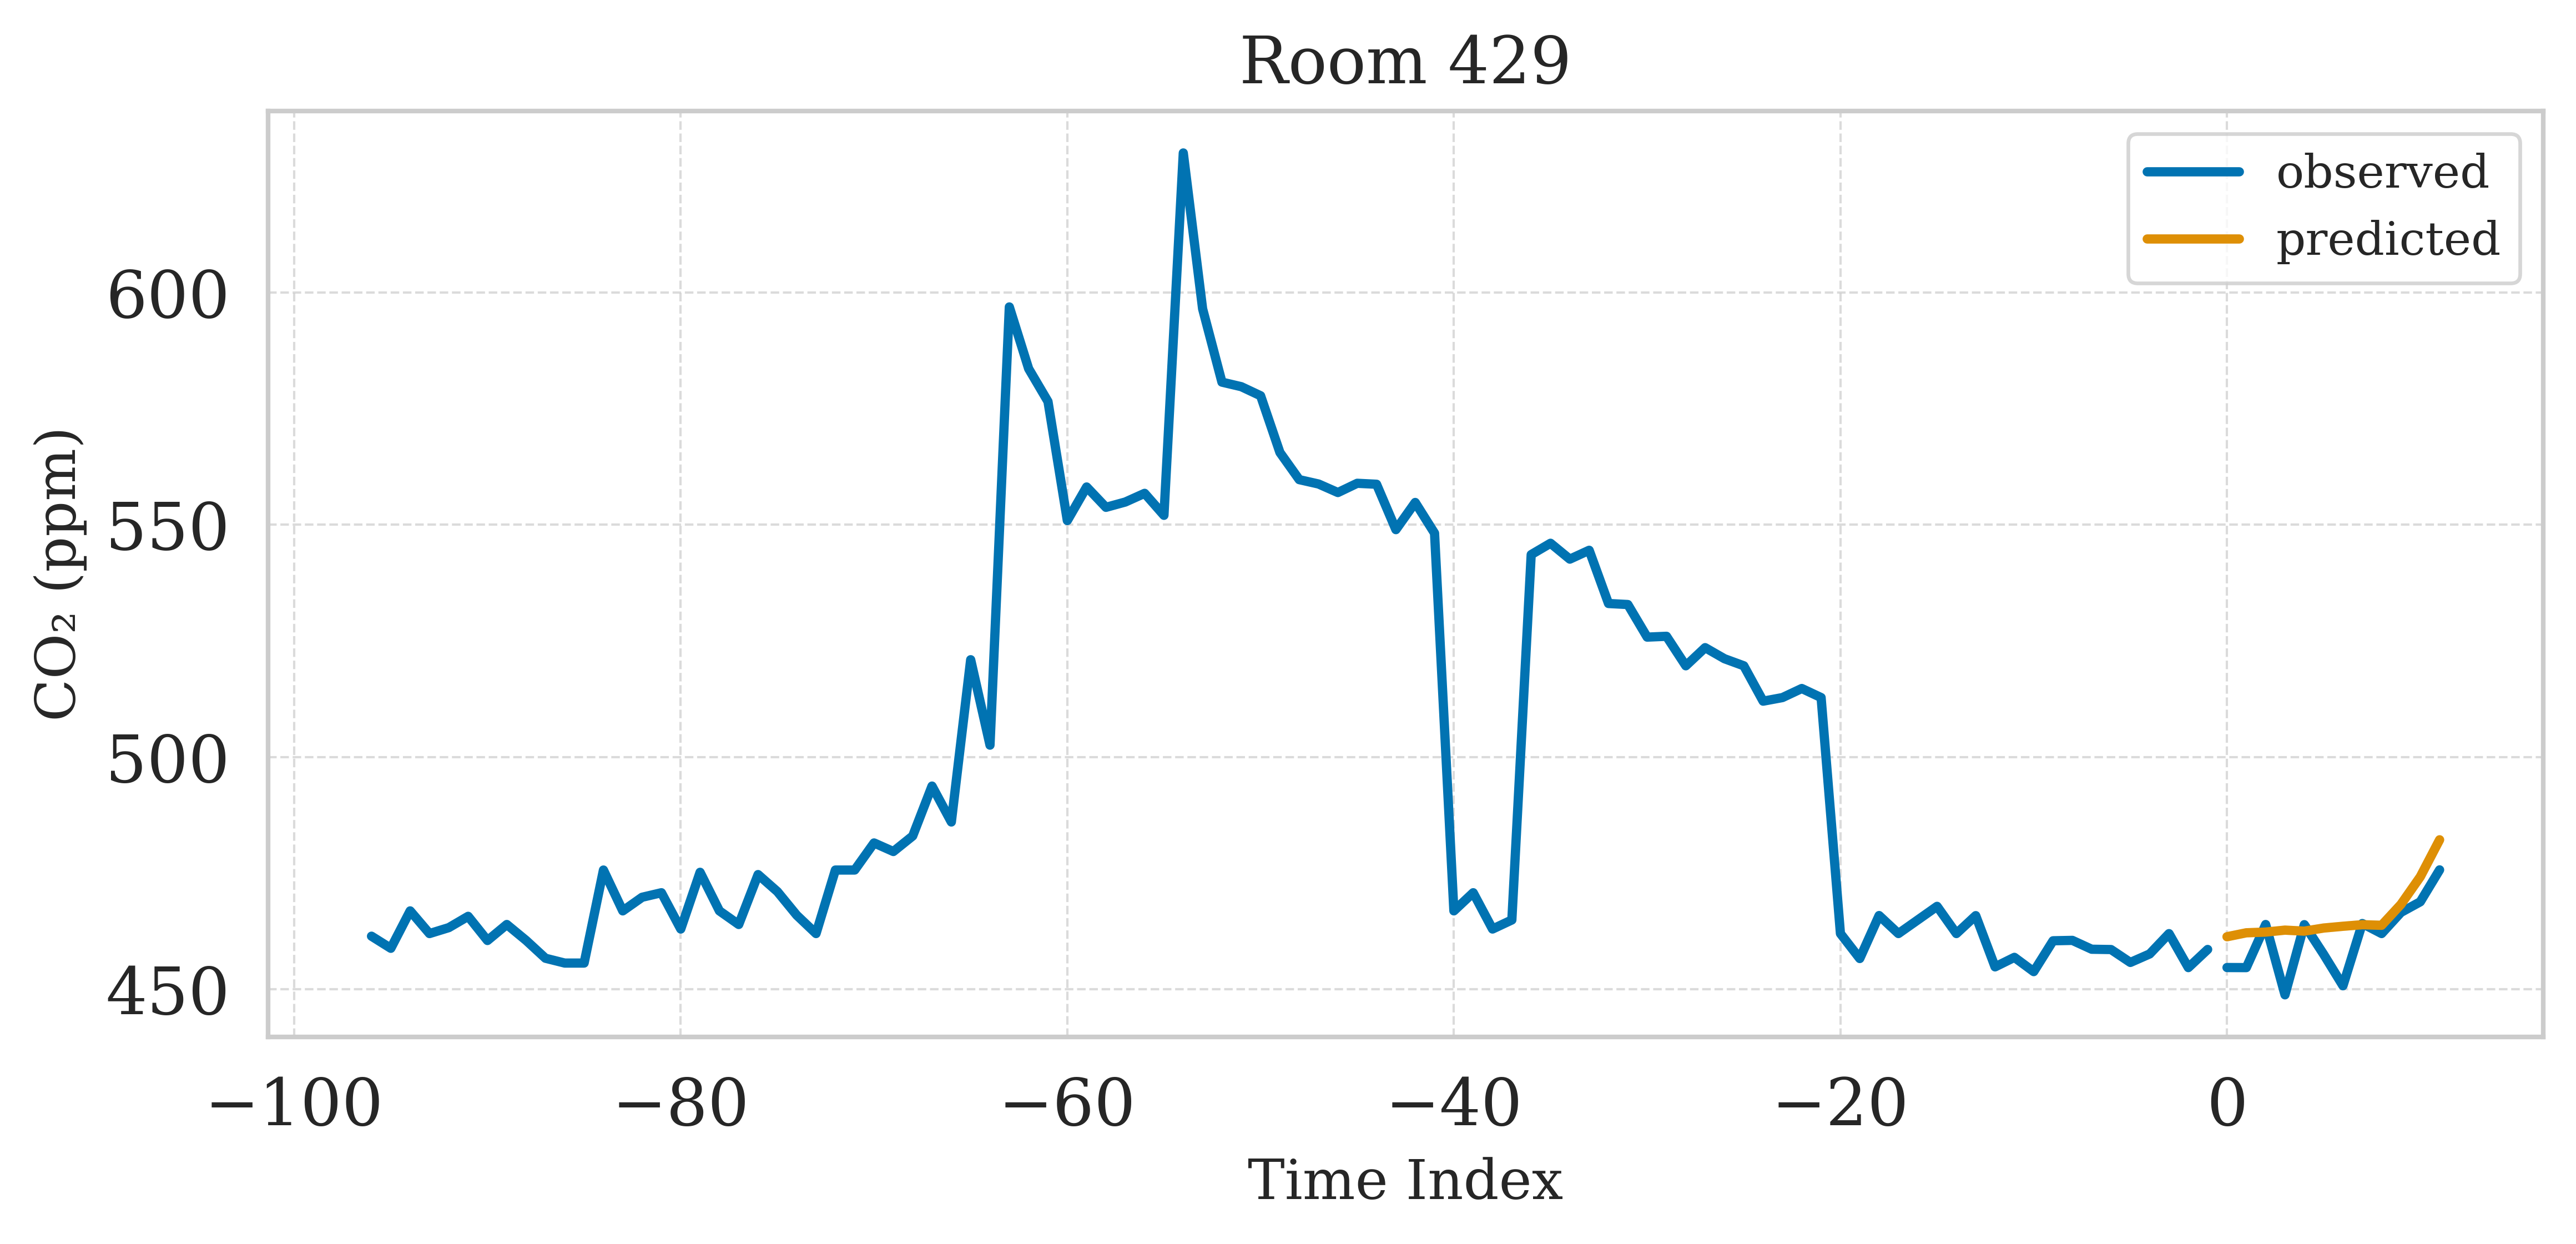 Room 429
observed
predicted
CO₂ (ppm)
600
550
500
450
−100 −80 −60 −40 −20 0
Time Index